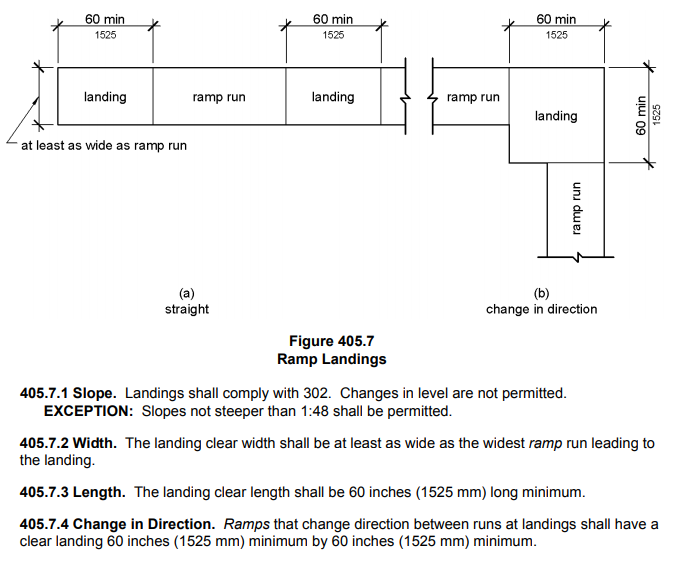 60 min
1525
60 min
1525
60 min
1525
landing
ramp run
landing
ramp run
landing
60 min
1525
at least as wide as ramp run
ramp run
(a)
straight
(b)
change in direction
Figure 405.7
Ramp Landings
405.7.1 Slope. Landings shall comply with 302. Changes in level are not permitted.
EXCEPTION: Slopes not steeper than 1:48 shall be permitted.
405.7.2 Width. The landing clear width shall be at least as wide as the widest ramp run leading to
the landing.
405.7.3 Length. The landing clear length shall be 60 inches (1525 mm) long minimum.
405.7.4 Change in Direction. Ramps that change direction between runs at landings shall have a
clear landing 60 inches (1525 mm) minimum by 60 inches (1525 mm) minimum.